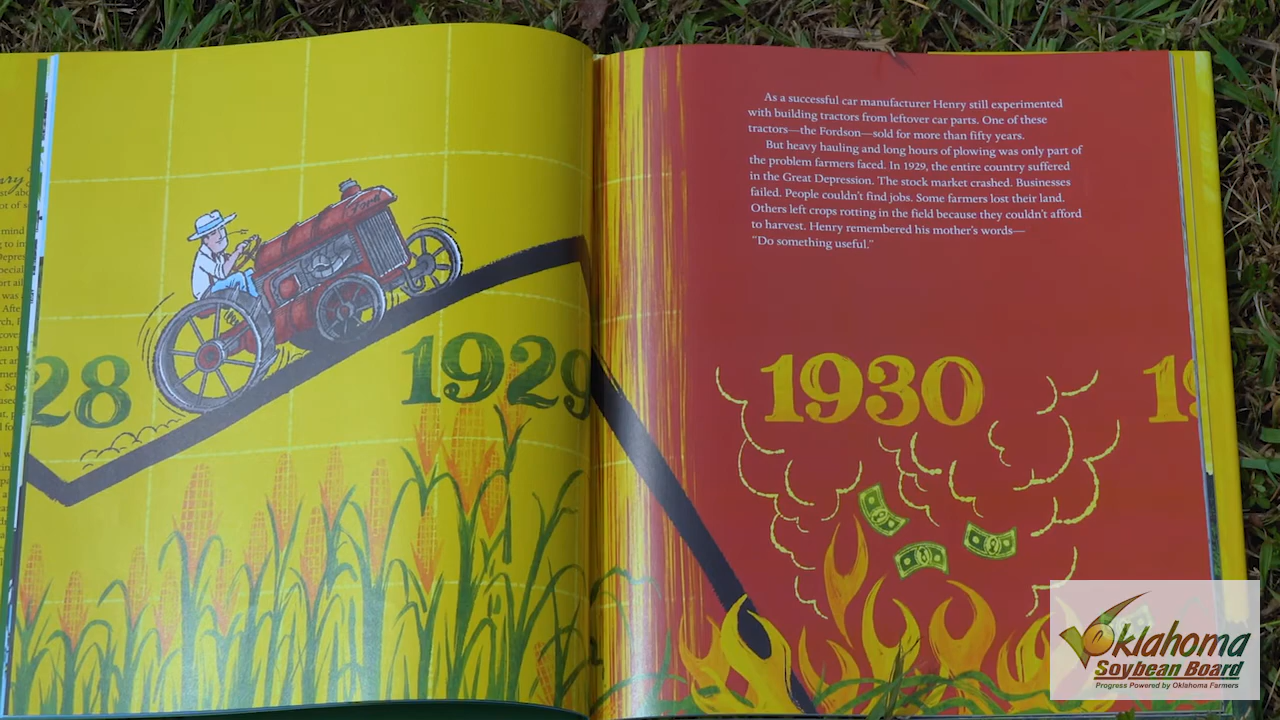 As a successful car manufacturer Henry still experimented
with building tractors from leftover car parts. One of these
tractors—the Fordson—sold for more than fifty years.
But heavy hauling and long hours of plowing was only part of
the problem farmers faced. In 1929, the entire country suffered
in the Great Depression. The stock market crashed. Businesses
failed. People couldn't find jobs. Some farmers lost their land.
Others left crops rotting in the field because they couldn't afford
to harvest. Henry remembered his mother's words—
"Do something useful."
28
1929
1930
19
Oklahoma
Soybean Board
Progress Powered by Oklahoma Farmers